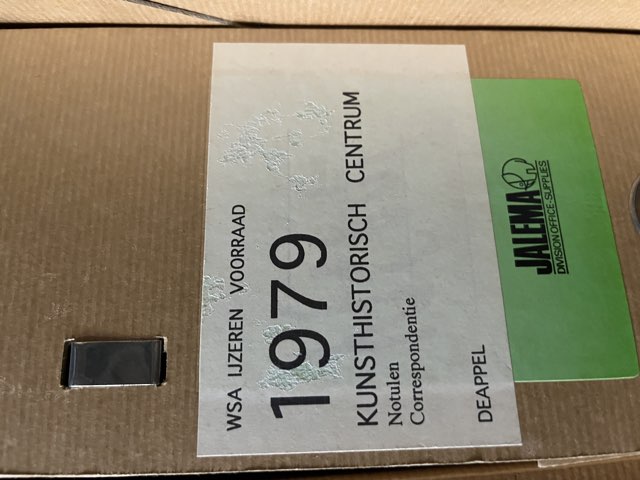 WSA IJZEREN VOORRAAD
1979
KUNSTHISTORISCH CENTRUM
Notulen
Correspondentie
DEAPPEL
JALEMA
DIVISION OFFICE-SUPPLIES